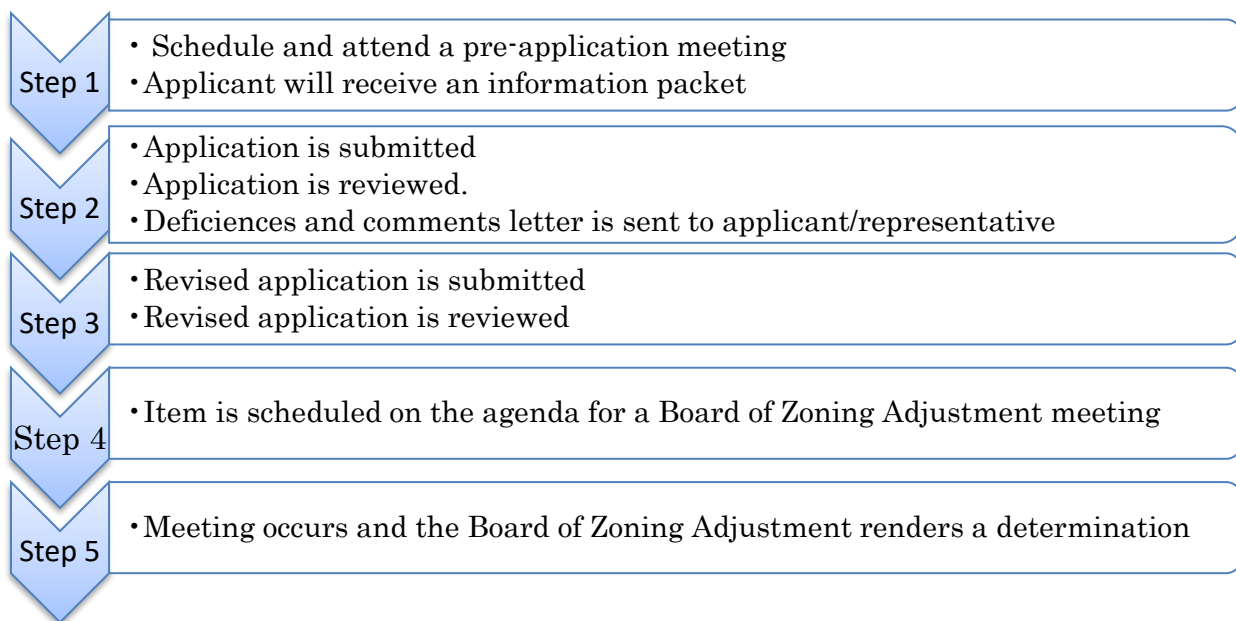 Step 1
• Schedule and attend a pre-application meeting
•Applicant will receive an information packet
Step 2
•Application is submitted
•Application is reviewed.
•Deficiences and comments letter is sent to applicant/representative
Step 3
•Revised application is submitted
•Revised application is reviewed
Step 4
•Item is scheduled on the agenda for a Board of Zoning Adjustment meeting
Step 5
•Meeting occurs and the Board of Zoning Adjustment renders a determination